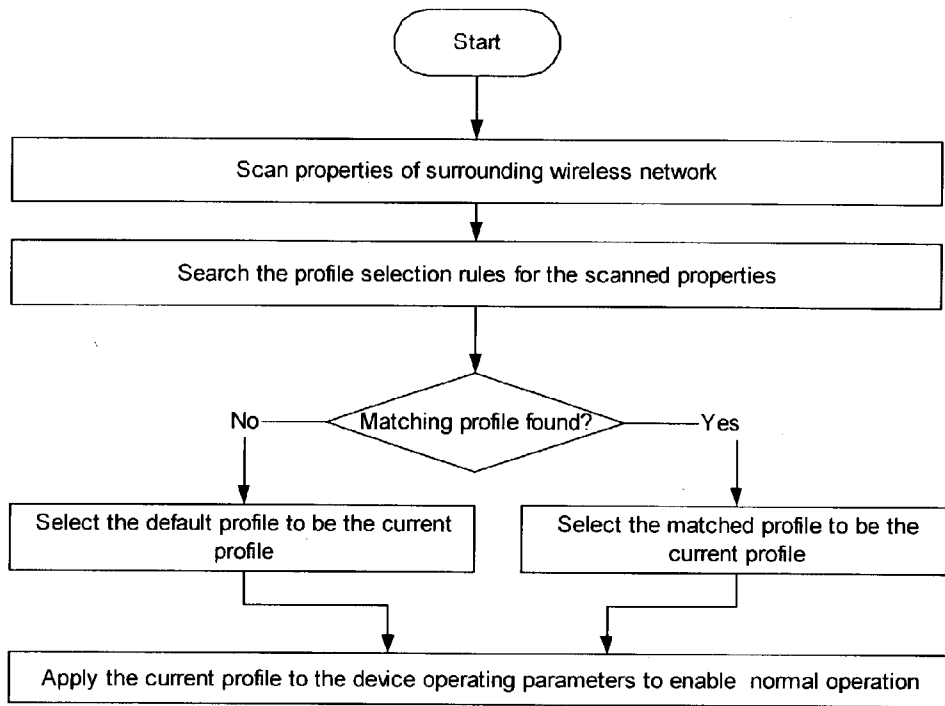 Start
Scan properties of surrounding wireless network
Search the profile selection rules for the scanned properties
Matching profile found?
No
Yes
Select the default profile to be the current
profile
Select the matched profile to be the
current profile
Apply the current profile to the device operating parameters to enable normal operation